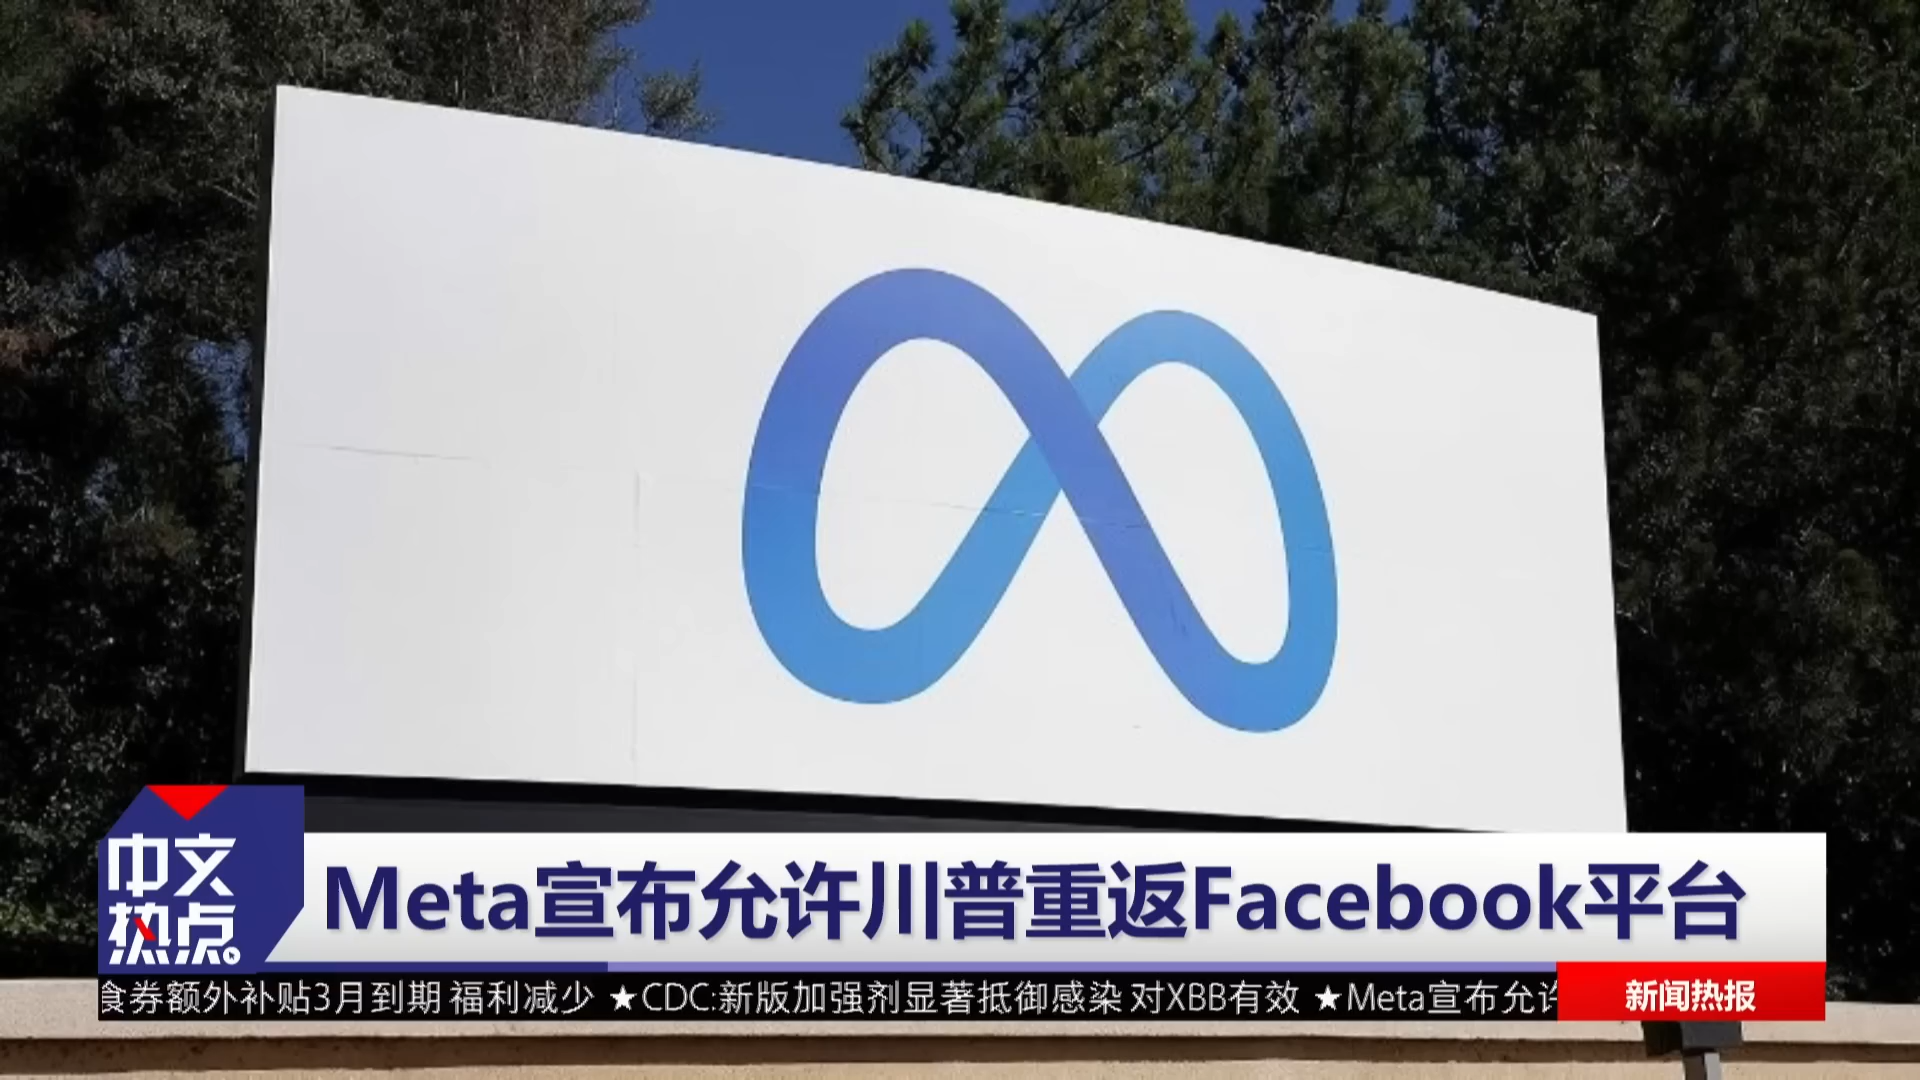 中文
热点
Meta宣布允许川普重返Facebook平台
食券额外补贴3月到期 福利减少 ★CDC:新版加强剂显著抵御感染 对XBB有效 ★Meta宣布允许
新闻热报